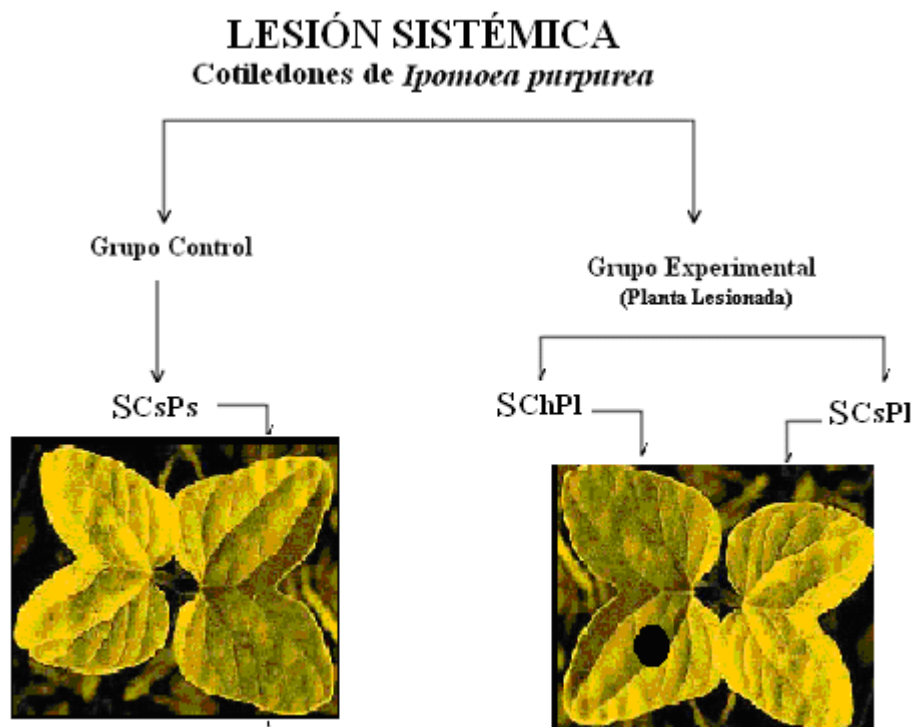 LESIÓN SISTÉMICA
Cotiledones de Ipomoea purpurea
Grupo Control
Grupo Experimental
(Planta Lesionada)
SCsPs
SChPl
SCsPl